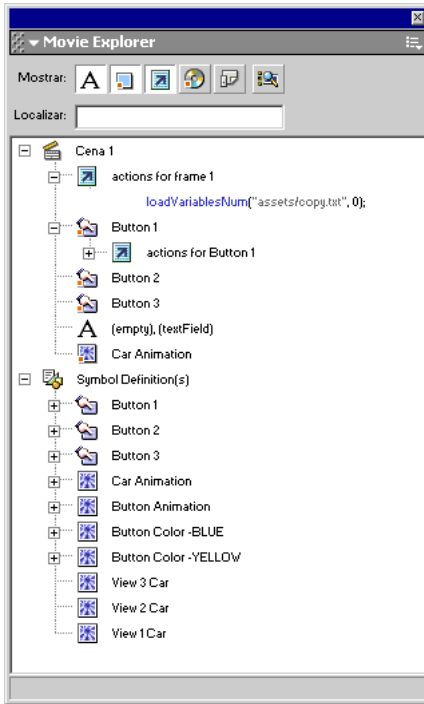 Movie Explorer
Mostrar:
Localizar:
Cena 1
actions for frame 1
loadVariablesNum("assets/copy.txt", 0);
Button 1
actions for Button 1
Button 2
Button 3
(empty), (textField)
Car Animation
Symbol Definition(s)
Button 1
Button 2
Button 3
Car Animation
Button Animation
Button Color -BLUE
Button Color -YELLOW
View 3 Car
View 2 Car
View 1 Car